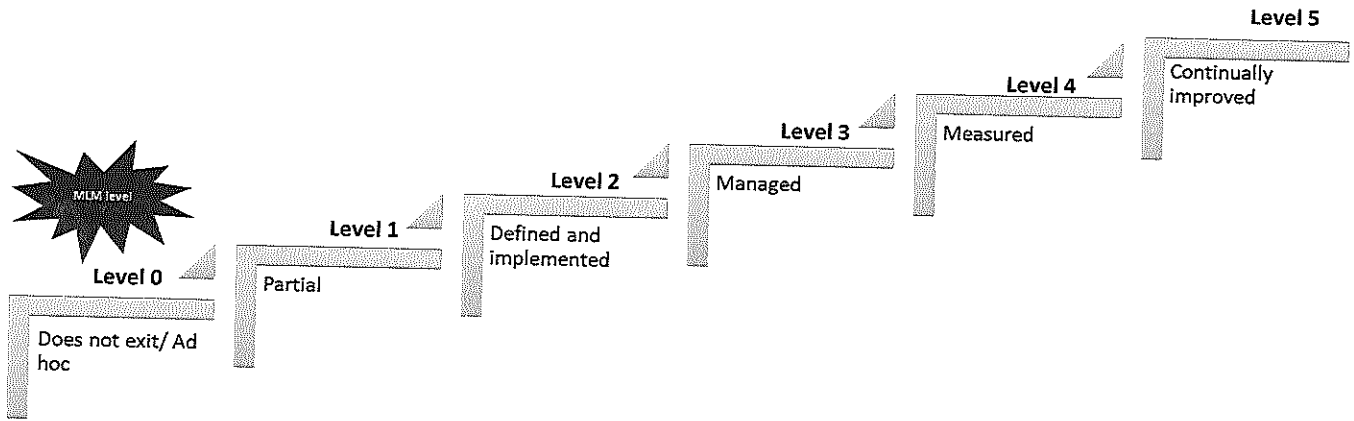 Level 5
Continually
improved
Level 4
Measured
Level 3
Managed
Level 2
Defined and
implemented
Level 1
Partial
MLM level
Level 0
Does not exit/ Ad
hoc